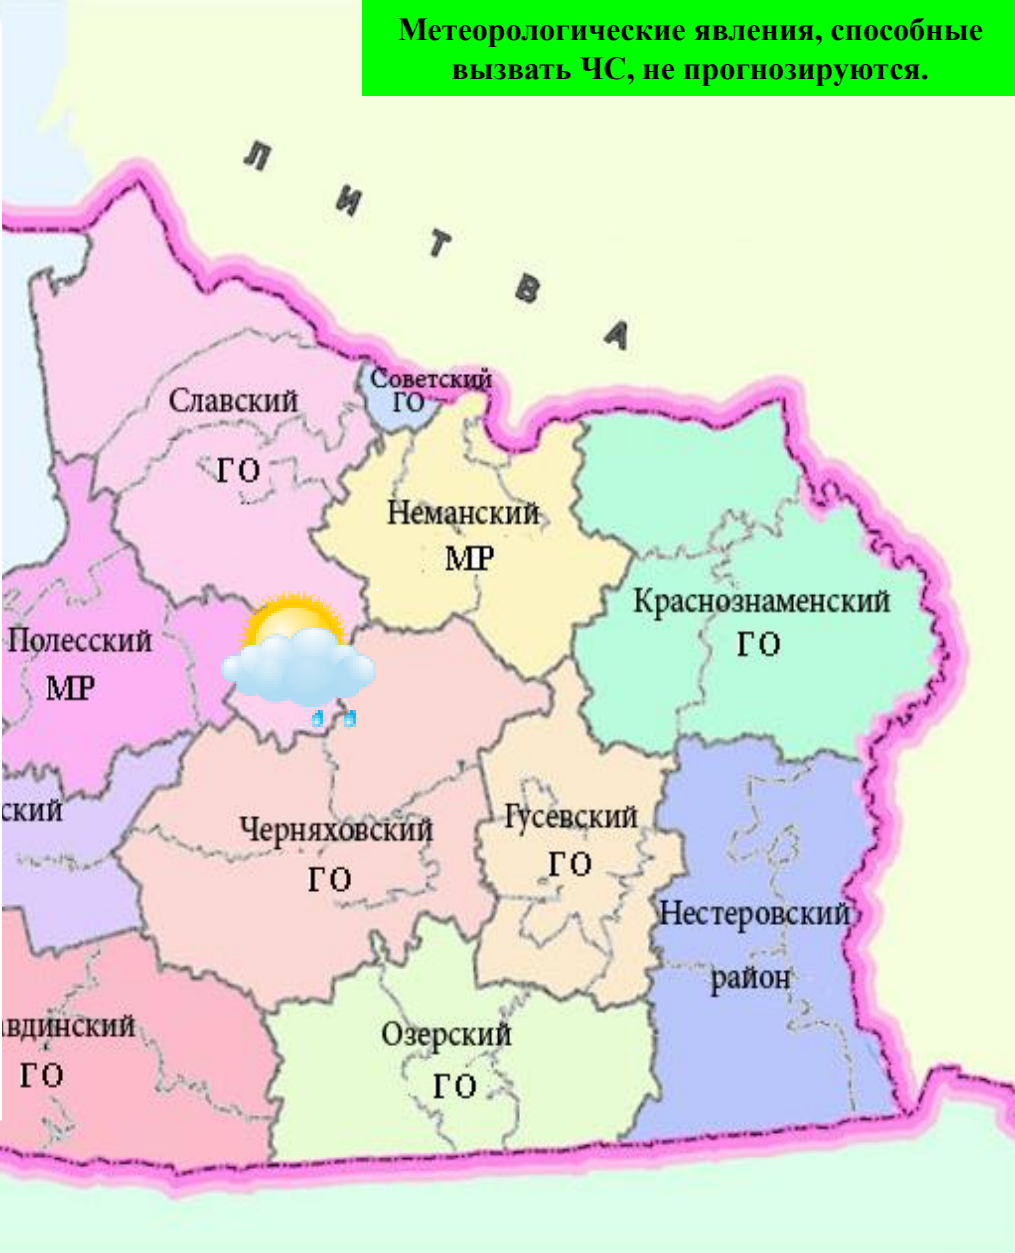 Метеорологические явления, способные
вызвать ЧС, не прогнозируются.
ЛИТВА
Советский
ГО
Славский
ГО
Неманский
МР
Краснознаменский
ГО
Полесский
МР
ский
Черняховский
ГО
Гусевский
ГО
Нестеровский
район
авдинский
ГО
Озерский
ГО